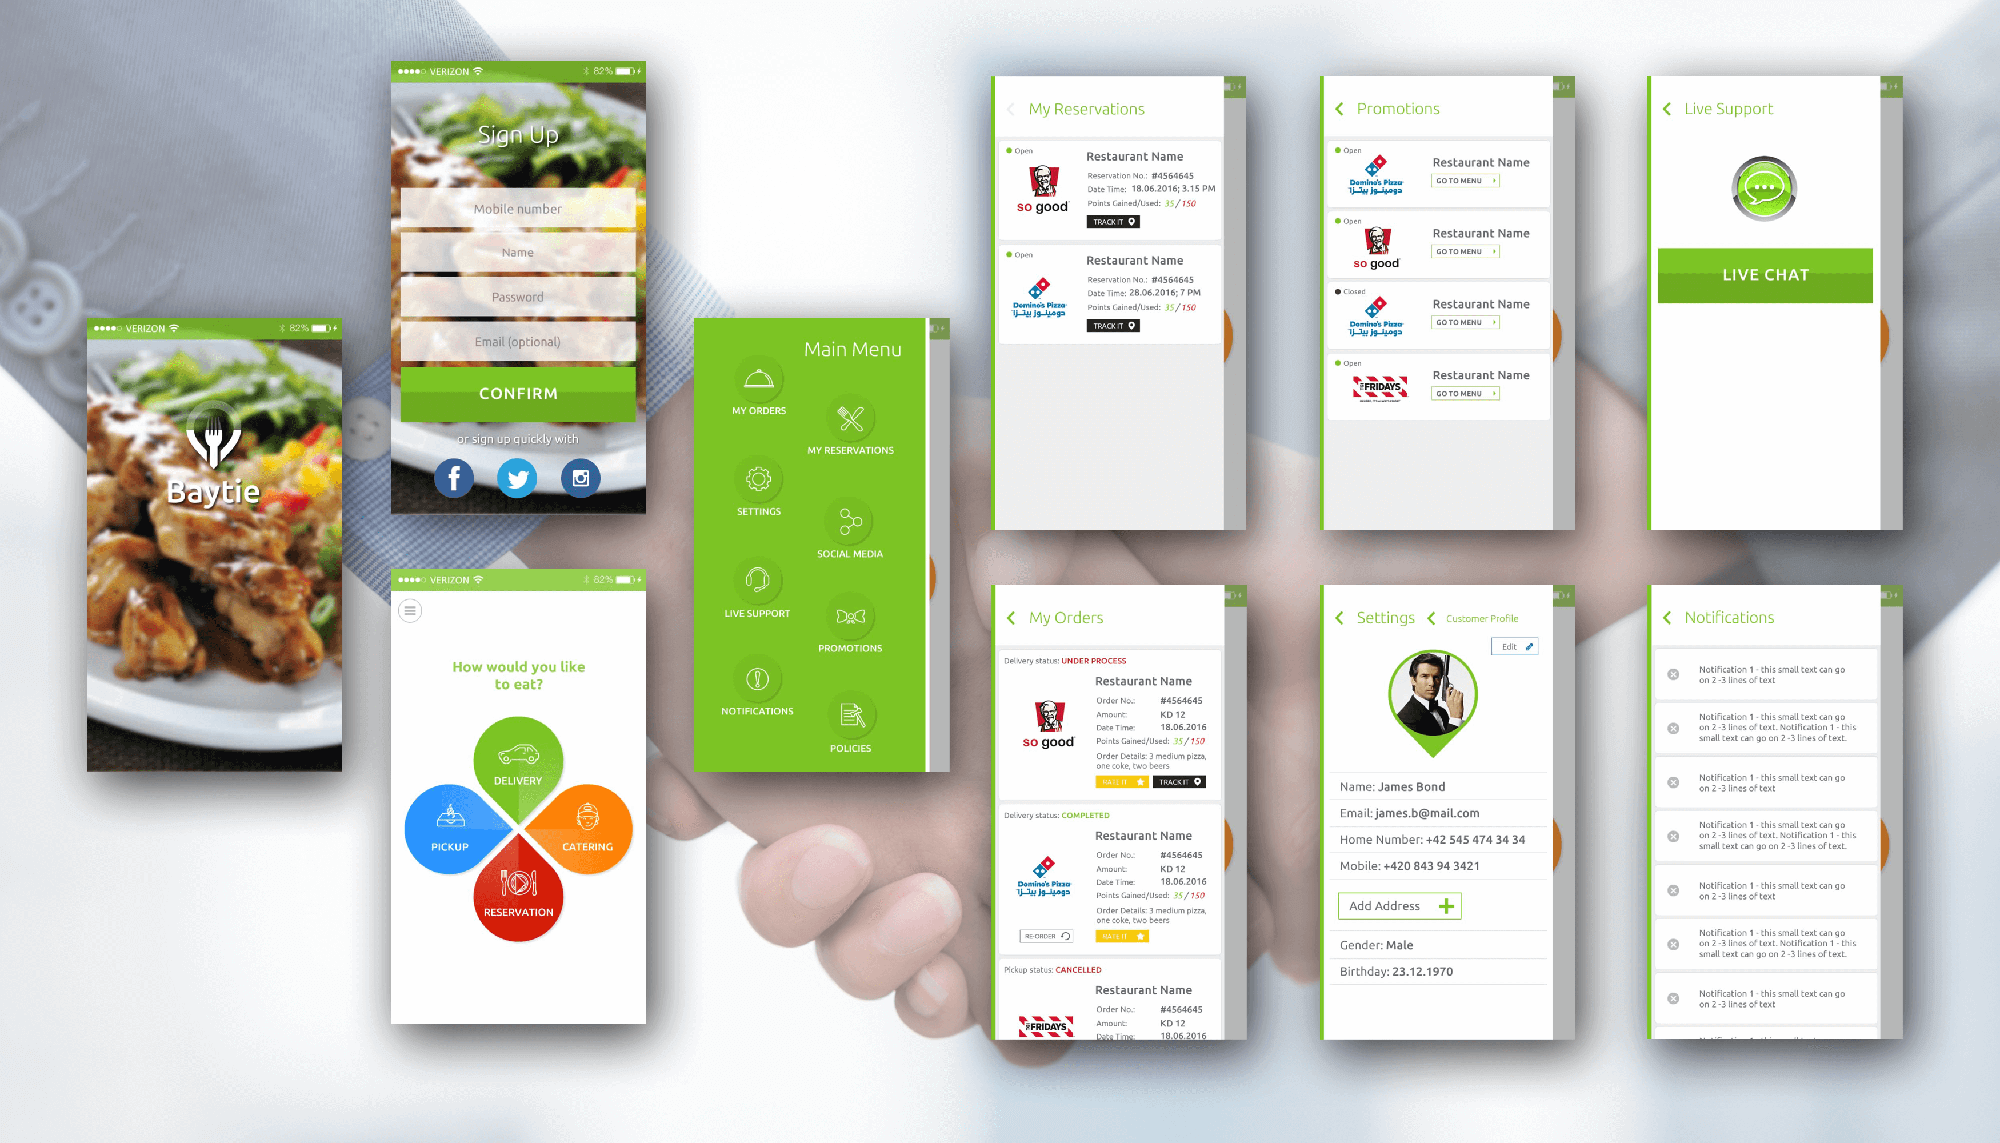 VERIZON
82%
Baytie
VERIZON
82%
Sign Up
Mobile number
Name
Password
Email (optional)
CONFIRM
or sign up quickly with
VERIZON
82%
How would you like
to eat?
DELIVERY
PICKUP
CATERING
RESERVATION
Main Menu
MY ORDERS
MY RESERVATIONS
SETTINGS
SOCIAL MEDIA
LIVE SUPPORT
PROMOTIONS
NOTIFICATIONS
POLICIES
My Reservations
Open
Restaurant Name
Reservation No.: #4564645
Date Time: 18.06.2016; 3.15 PM
Points Gained/Used: 35/150
so good
TRACK IT
Open
Restaurant Name
Reservation No.: #4564645
Date Time: 28.06.2016; 7 PM
Points Gained/Used: 35/150
Domino's Pizza
دومينوز بيتزا
TRACK IT
Promotions
Open
Restaurant Name
GO TO MENU
Domino's Pizza
دومينوز بيتزا
Open
Restaurant Name
GO TO MENU
so good
Closed
Restaurant Name
GO TO MENU
Domino's Pizza
دومينوز بيتزا
Open
Restaurant Name
GO TO MENU
FRIDAYS
Live Support
LIVE CHAT
My Orders
Delivery status: UNDER PROCESS
Restaurant Name
Order No.: #4564645
Amount: KD 12
Date Time: 18.06.2016
Points Gained/Used: 35/150
so good
Order Details: 3 medium pizza,
one coke, two beers
RATE IT
TRACK IT
Delivery status: COMPLETED
Restaurant Name
Order No.: #4564645
Amount: KD 12
Date Time: 18.06.2016
Points Gained/Used: 35/150
Domino's Pizza
دومينوز بيتزا
Order Details: 3 medium pizza,
one coke, two beers
RE-ORDER
RATE IT
Pickup status: CANCELLED
Restaurant Name
Order No.: #4564645
Amount: KD 12
Date Time: 18.06.2016
FRIDAYS
Settings
Customer Profile
Edit
Name: James Bond
Email: james.b@mail.com
Home Number: +42 545 474 34 34
Mobile: +420 843 94 3421
Add Address
Gender: Male
Birthday: 23.12.1970
Notifications
Notification 1 - this small text can go
on 2 -3 lines of text
Notification 1 - this small text can go
on 2 -3 lines of text. Notification 1 - this
small text can go on 2 -3 lines of text.
Notification 1 - this small text can go
on 2 -3 lines of text
Notification 1 - this small text can go
on 2 -3 lines of text. Notification 1 - this
small text can go on 2 -3 lines of text.
Notification 1 - this small text can go
on 2 -3 lines of text
Notification 1 - this small text can go
on 2 -3 lines of text. Notification 1 - this
small text can go on 2 -3 lines of text.
Notification 1 - this small text can go
on 2 -3 lines of text